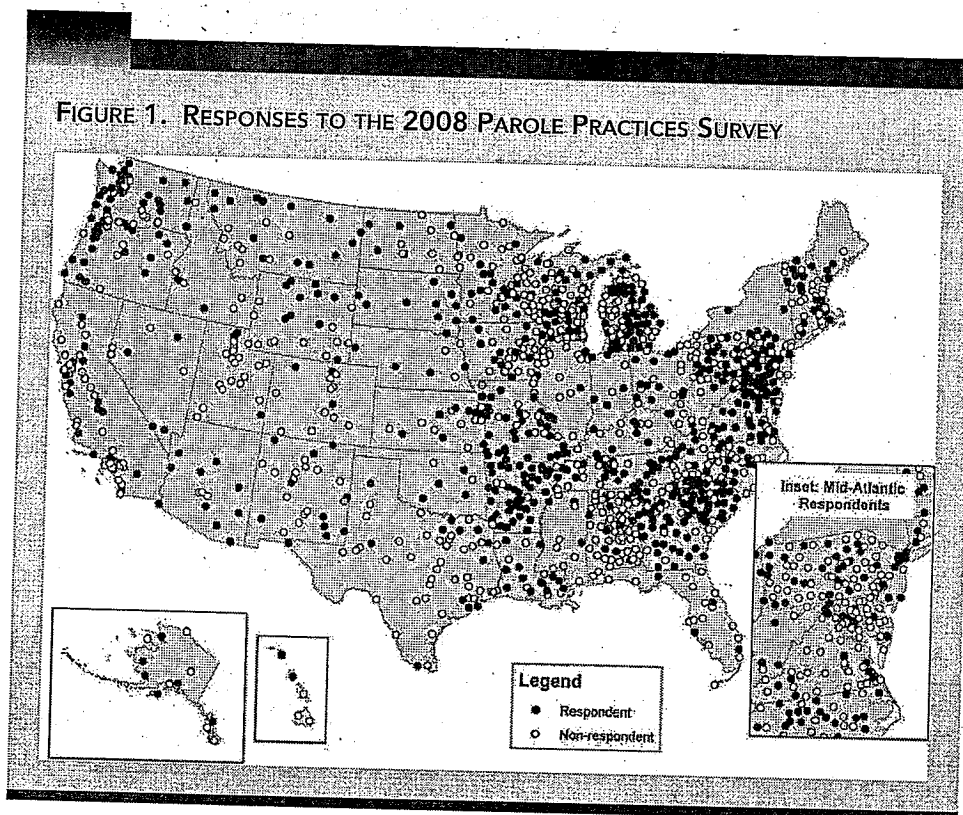 FIGURE 1. RESPONSES TO THE 2008 PAROLE PRACTICES SURVEY
Inset: Mid-Atlantic
Respondents
Legend
Respondent
Non-respondent